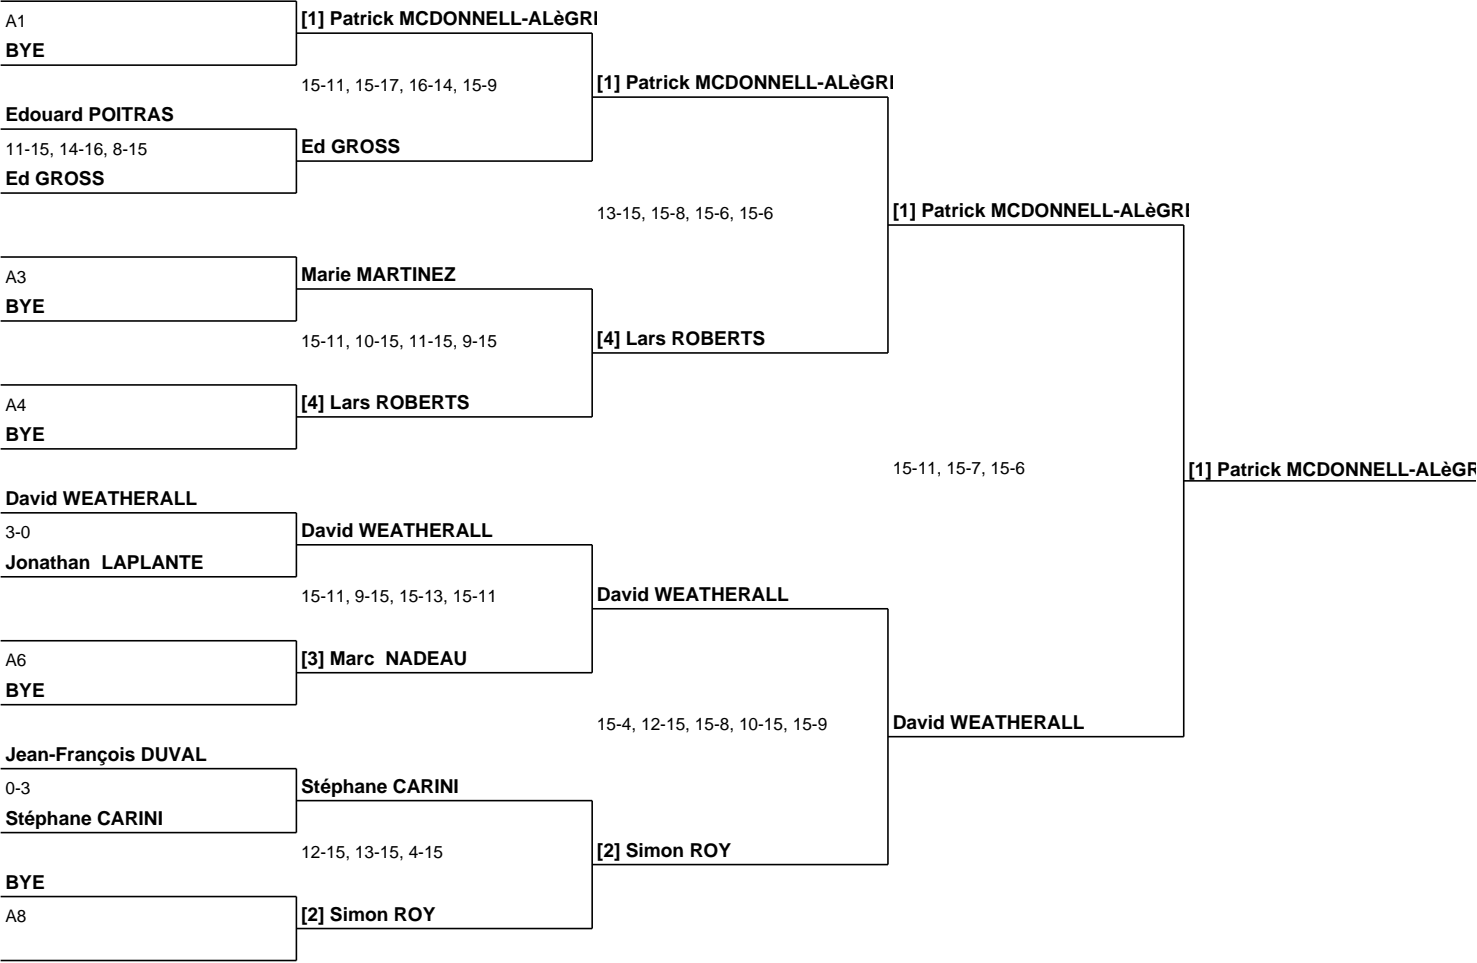 A1
BYE
[1] Patrick MCDONNELL-ALèGRI
15-11, 15-17, 16-14, 15-9
[1] Patrick MCDONNELL-ALèGRI
Edouard POITRAS
11-15, 14-16, 8-15
Ed GROSS
Ed GROSS
13-15, 15-8, 15-6, 15-6
[1] Patrick MCDONNELL-ALèGRI
A3
BYE
Marie MARTINEZ
15-11, 10-15, 11-15, 9-15
[4] Lars ROBERTS
A4
BYE
[4] Lars ROBERTS
15-11, 15-7, 15-6
[1] Patrick MCDONNELL-ALèGR
David WEATHERALL
3-0
Jonathan  LAPLANTE
David WEATHERALL
15-11, 9-15, 15-13, 15-11
David WEATHERALL
A6
BYE
[3] Marc  NADEAU
15-4, 12-15, 15-8, 10-15, 15-9
David WEATHERALL
Jean-François DUVAL
0-3
Stéphane CARINI
Stéphane CARINI
12-15, 13-15, 4-15
[2] Simon ROY
BYE
A8
[2] Simon ROY